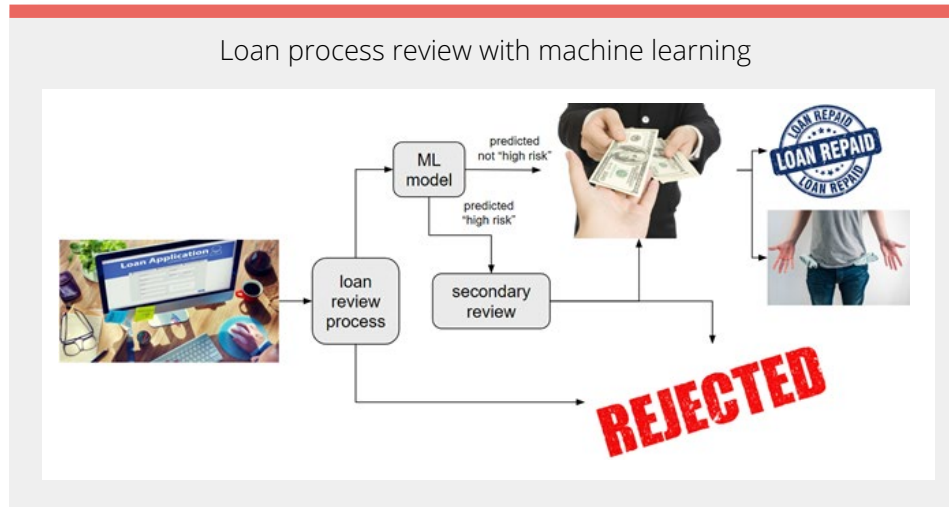 Loan process review with machine learning
ML
model
predicted
not "high risk"
predicted
"high risk"
Loan Application
loan
review
process
secondary
review
LOAN REPAID
LOAN REPAID
LOAN REPAID
REJECTED